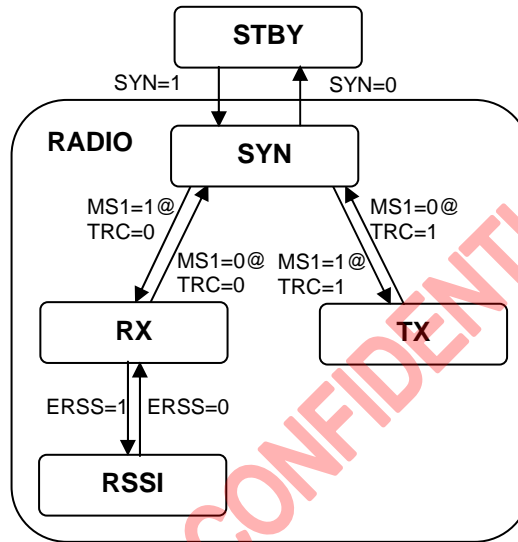 STBY
SYN=1
SYN=0
RADIO
SYN
MS1=1@
TRC=0
MS1=0@
TRC=0
MS1=1@
TRC=1
MS1=0@
TRC=1
RX
TX
ERSS=1
ERSS=0
RSSI
CONFIDENTI